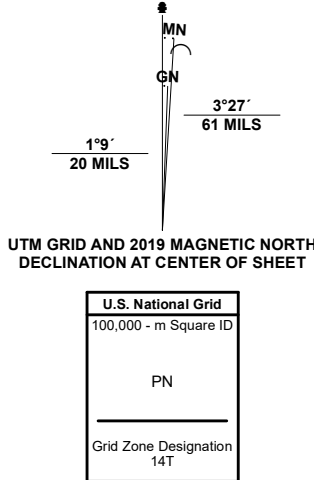 MN
GN
3°27´
61 MILS
1°9´
20 MILS
UTM GRID AND 2019 MAGNETIC NORTH
DECLINATION AT CENTER OF SHEET
U.S. National Grid
100,000 - m Square ID
PN
Grid Zone Designation
14T